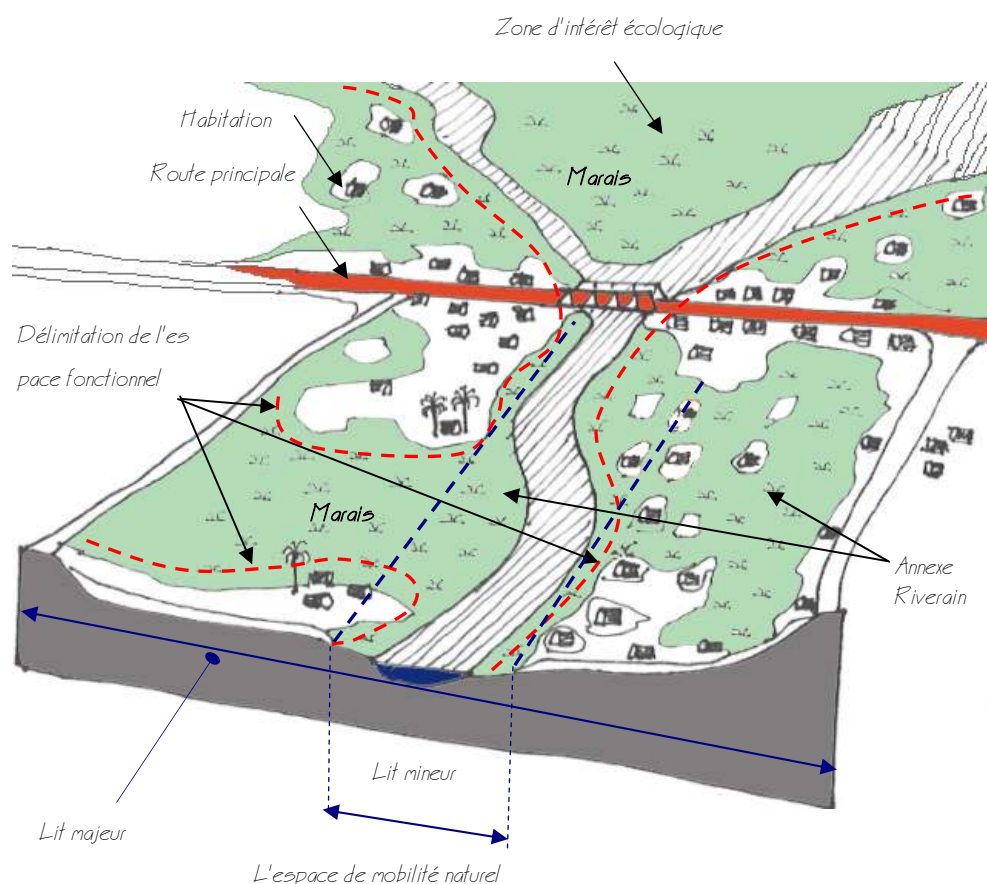 Zone d'intérêt écologique
Habitation
Marais
Route principale
Délimitation de l'es
pace fonctionnel
Marais
Annexe
Riverain
Lit mineur
Lit majeur
L'espace de mobilité naturel